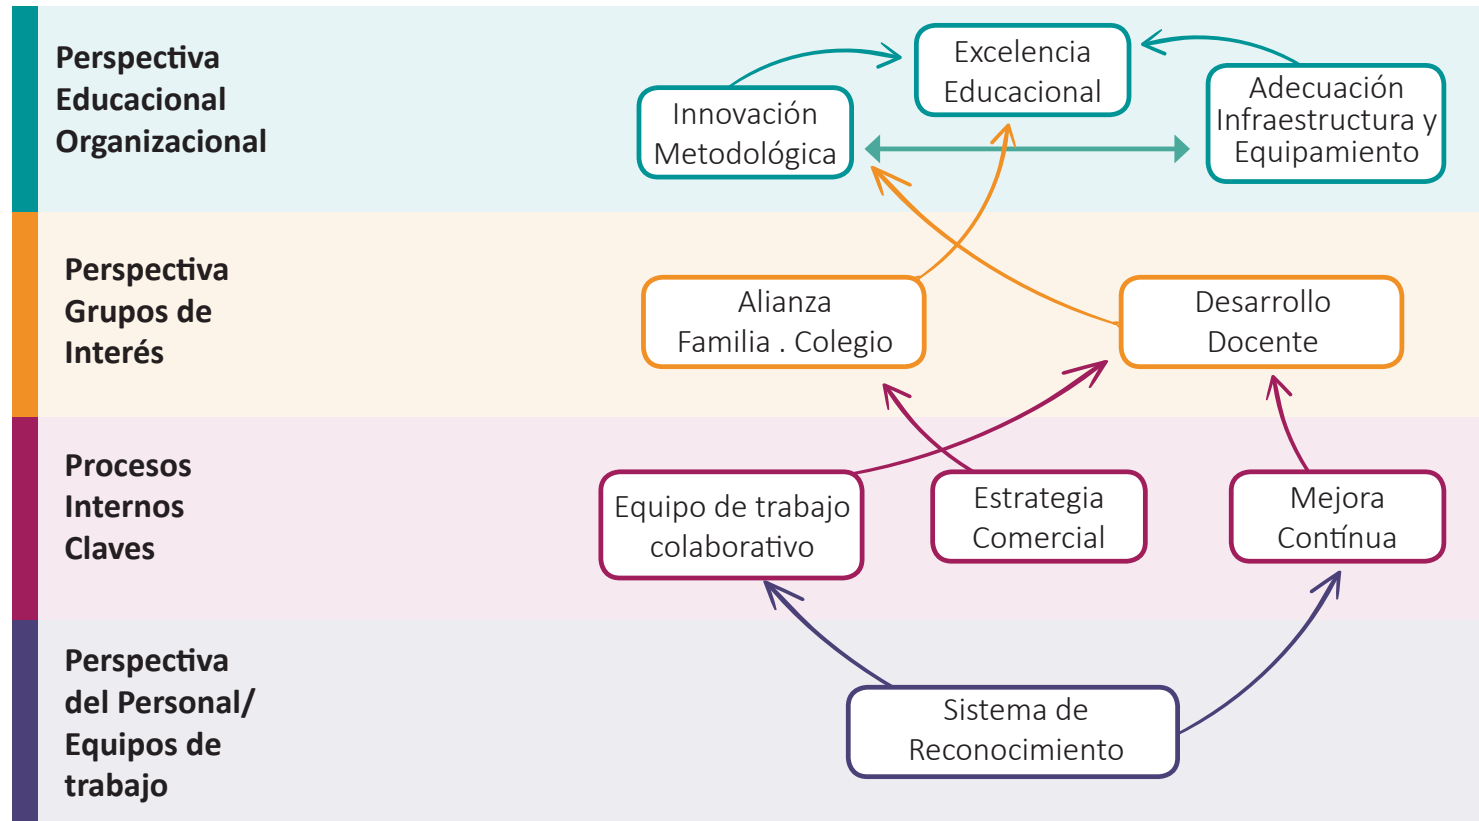 Perspectiva
Educacional
Organizacional
Excelencia
Educacional
Innovación
Metodológica
Adecuación
Infraestructura y
Equipamiento
Perspectiva
Grupos de
Interés
Alianza
Familia . Colegio
Desarrollo
Docente
Procesos
Internos
Claves
Equipo de trabajo
colaborativo
Estrategia
Comercial
Mejora
Contínua
Perspectiva
del Personal/
Equipos de
trabajo
Sistema de
Reconocimiento